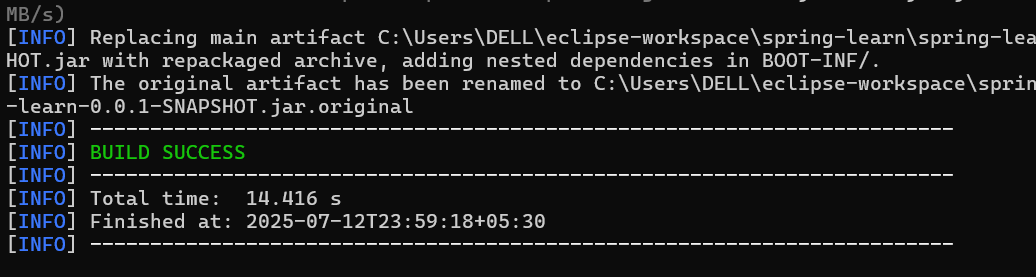 MB/s)
[INFO] Replacing main artifact C:\Users\DELL\eclipse-workspace\spring-learn\spring-lea
HOT.jar with repackaged archive, adding nested dependencies in BOOT-INF/.
[INFO] The original artifact has been renamed to C:\Users\DELL\eclipse-workspace\sprin
-learn-0.0.1-SNAPSHOT.jar.original
[INFO] ------------------------------------------------------------------------
[INFO] BUILD SUCCESS
[INFO] ------------------------------------------------------------------------
[INFO] Total time:  14.416 s
[INFO] Finished at: 2025-07-12T23:59:18+05:30
[INFO] ------------------------------------------------------------------------